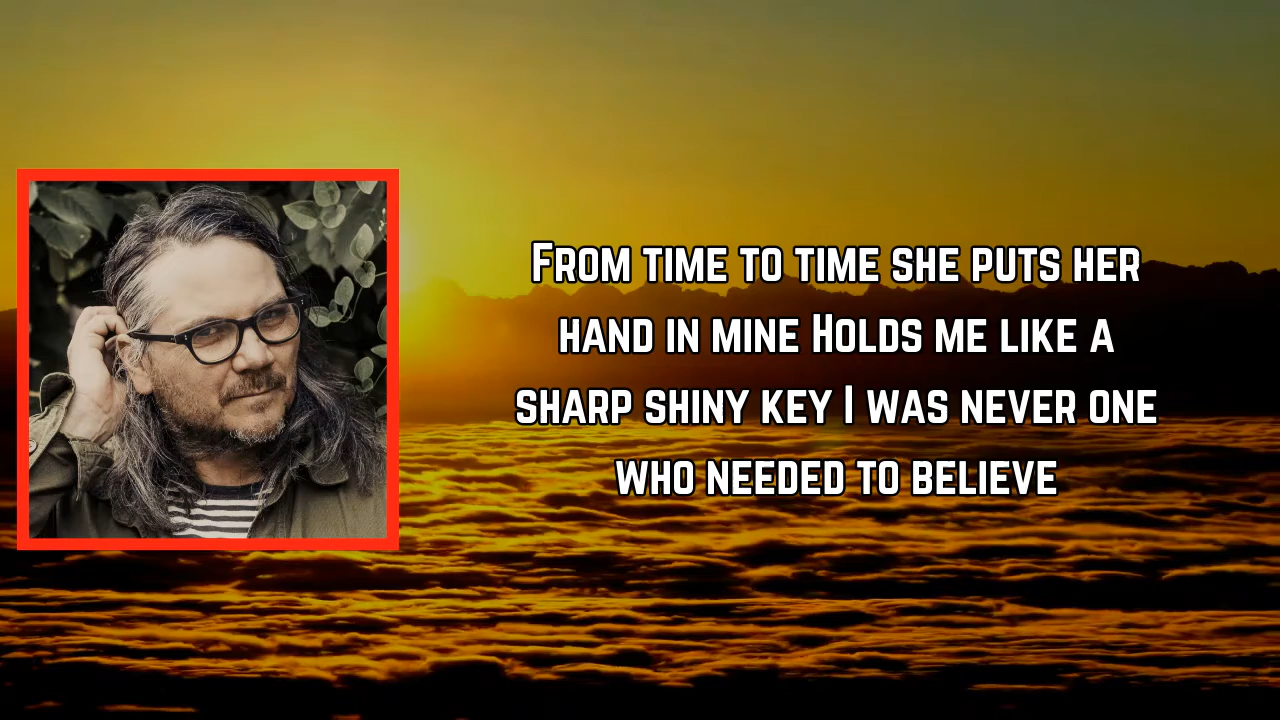 From time to time she puts her
hand in mine Holds me like a
sharp shiny key I was never one
who needed to believe